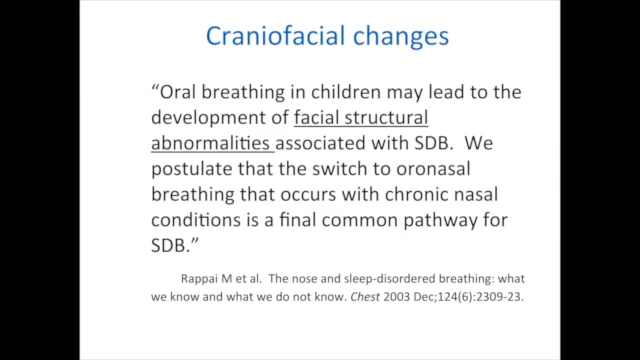 Craniofacial changes
“Oral breathing in children may lead to the
development of facial structural
abnormalities associated with SDB.  We
postulate that the switch to oronasal
breathing that occurs with chronic nasal
conditions is a final common pathway for
SDB.”
Rappai M et al.  The nose and sleep-disordered breathing: what
we know and what we do not know. Chest 2003 Dec;124(6):2309-23.